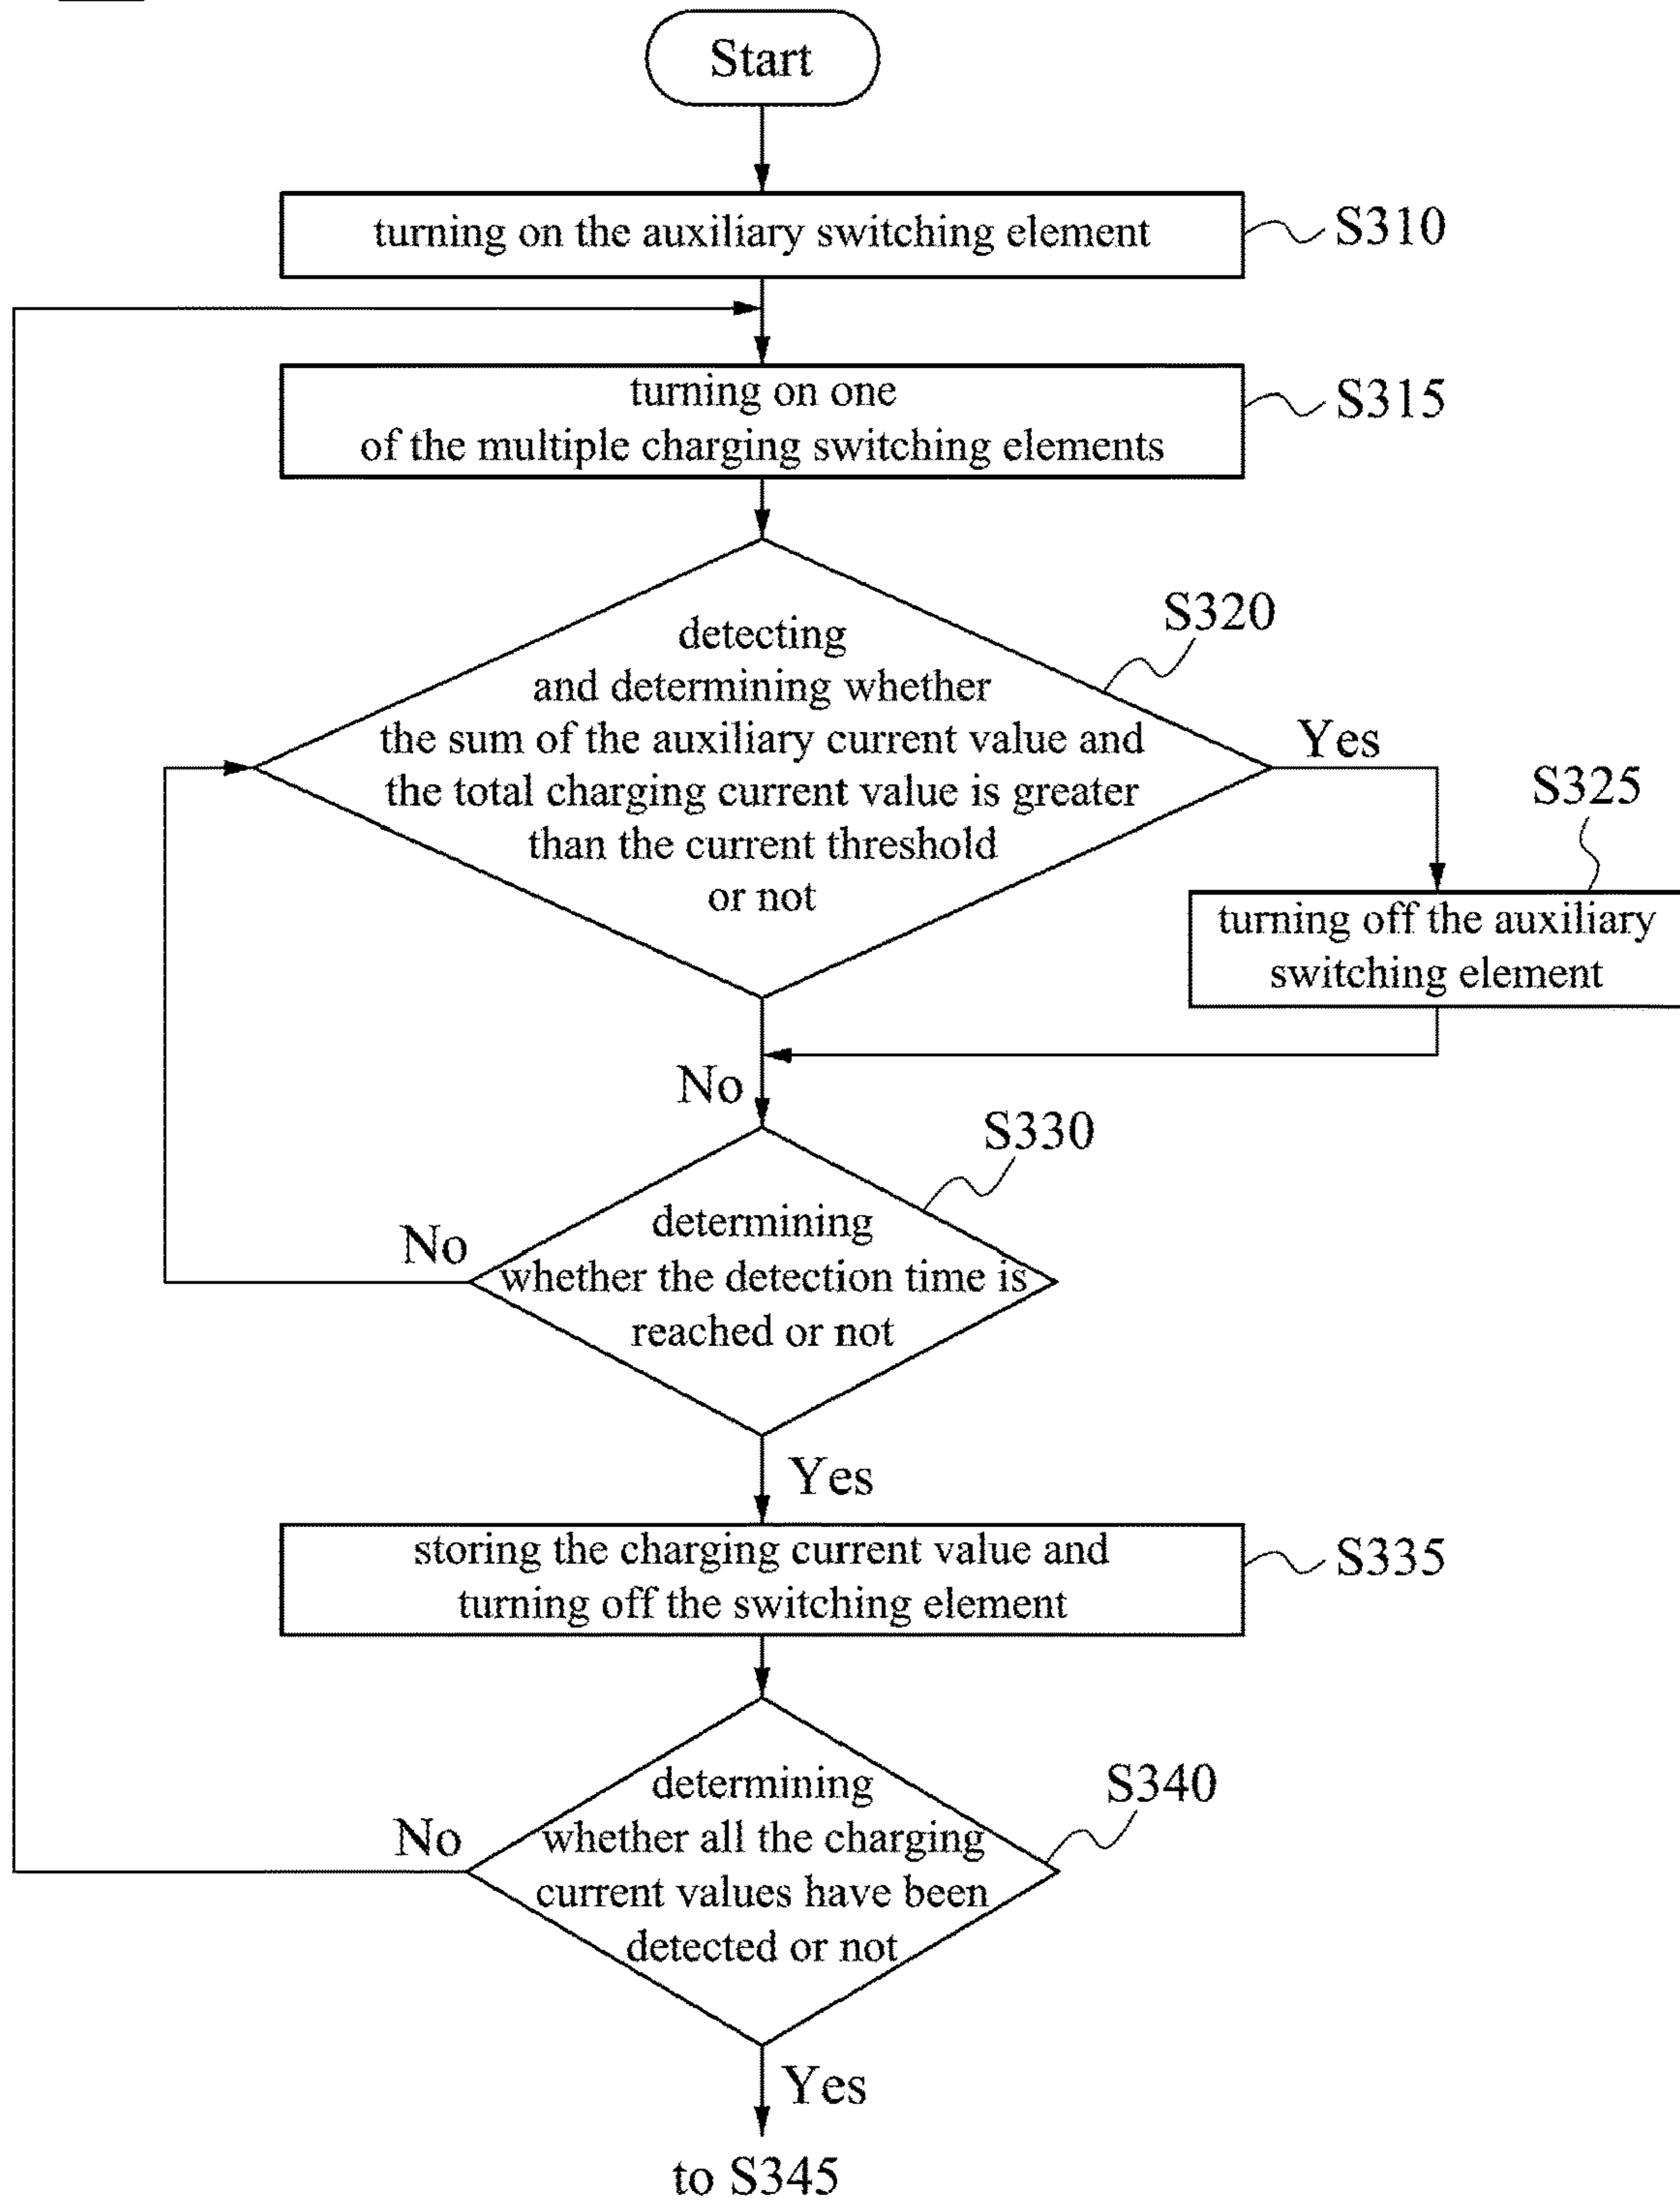 Start
turning on the auxiliary switching element
S310
turning on one
of the multiple charging switching elements
S315
detecting
and determining whether
the sum of the auxiliary current value and
the total charging current value is greater
than the current threshold
or not
S320
Yes
S325
turning off the auxiliary
switching element
No
S330
determining
whether the detection time is
reached or not
No
Yes
storing the charging current value and
turning off the switching element
S335
determining
whether all the charging
current values have been
detected or not
S340
No
Yes
to S345